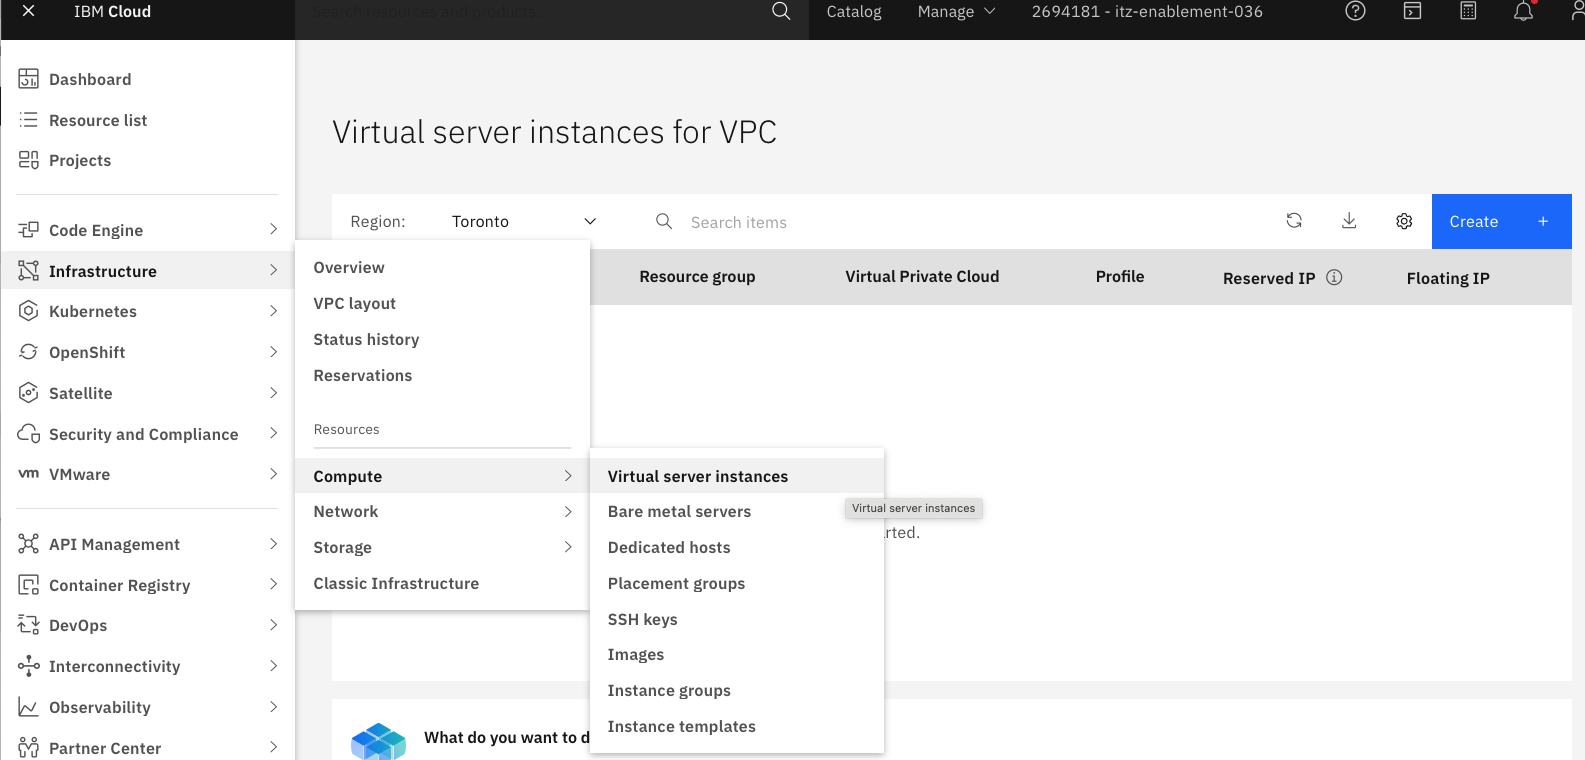 IBM Cloud
Search resources and products...
Catalog
Manage
2694181 - itz-enablement-036
Dashboard
Resource list
Projects
Code Engine
Infrastructure
Kubernetes
OpenShift
Satellite
Security and Compliance
vm VMware
API Management
Container Registry
DevOps
Interconnectivity
Observability
Partner Center
Virtual server instances for VPC
Region: Toronto
Search items
Create +
Resource group
Virtual Private Cloud
Profile
Reserved IP
Floating IP
Overview
VPC layout
Status history
Reservations
Resources
Compute
Network
Storage
Classic Infrastructure
Virtual server instances
Bare metal servers
Dedicated hosts
Placement groups
SSH keys
Images
Instance groups
Instance templates
Virtual server instances
rted.
What do you want to d